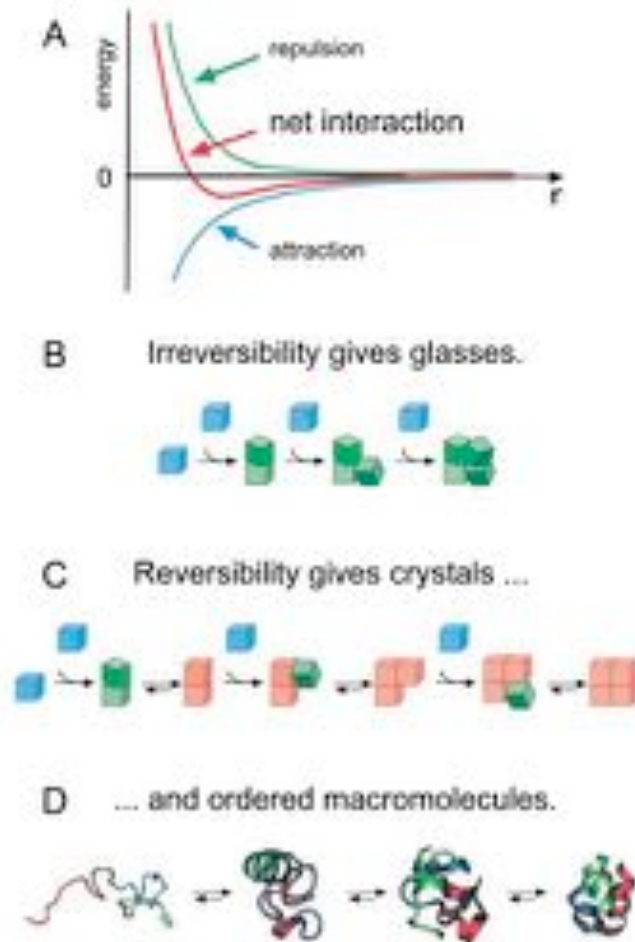 A
energy
repulsion
net interaction
0
r
attraction
B Irreversibility gives glasses.
C Reversibility gives crystals ...
D ... and ordered macromolecules.